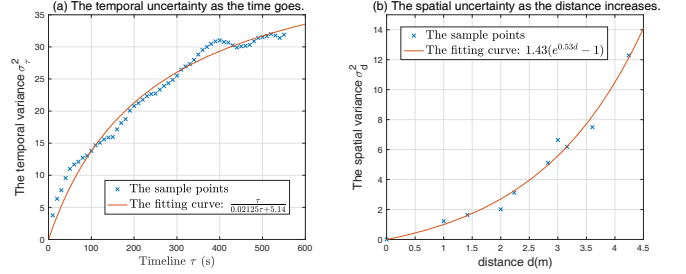 (a) The temporal uncertainty as the time goes.
35
30
25
20
15
10
5
0
The temporal variance σ_τ^2
The sample points
The fitting curve: τ/(0.02125τ+5.14)
0 100 200 300 400 500 600
Timeline τ (s)
(b) The spatial uncertainty as the distance increases.
14
12
10
8
6
4
2
0
The spatial variance σ_d^2
The sample points
The fitting curve: 1.43(e^{0.53d} − 1)
0 0.5 1 1.5 2 2.5 3 3.5 4 4.5
distance d(m)